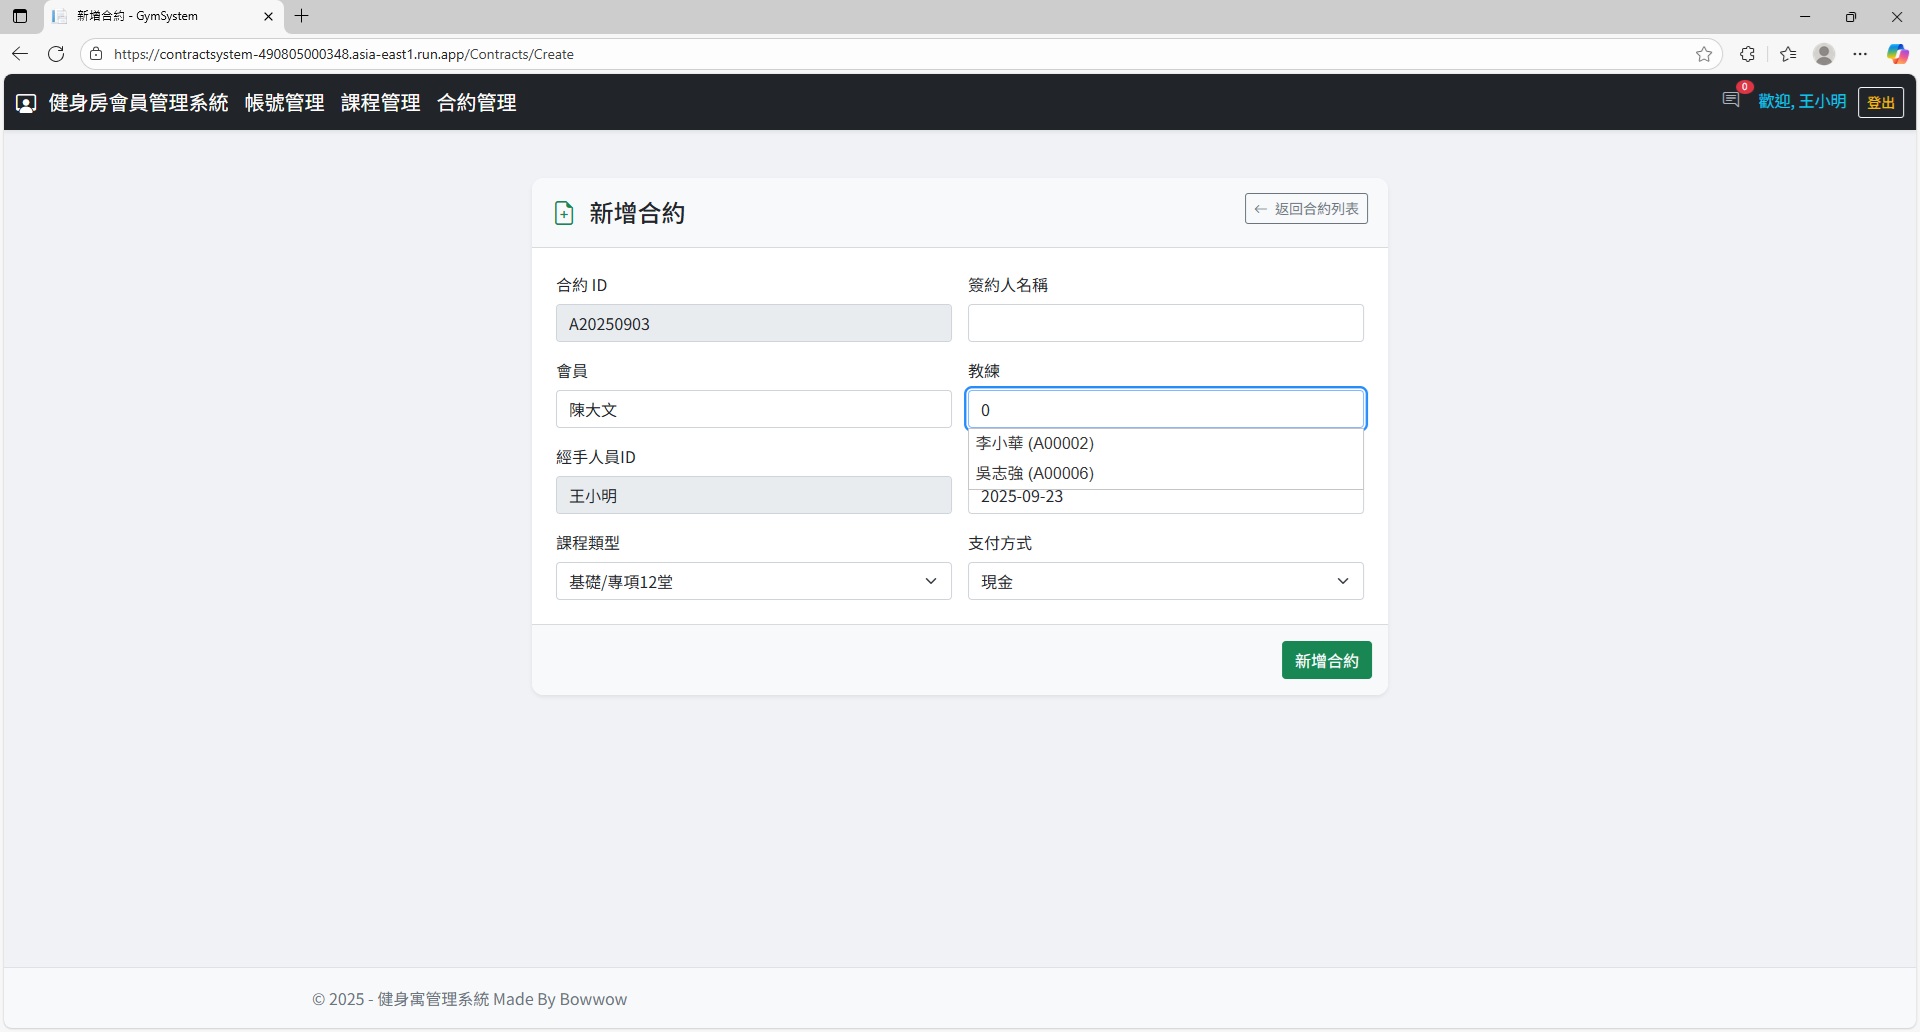 新增合約 - GymSystem
https://contractsystem-490805000348.asia-east1.run.app/Contracts/Create
健身房會員管理系統 帳號管理 課程管理 合約管理
0
歡迎, 王小明
登出
新增合約
← 返回合約列表
合約 ID
簽約人名稱
A20250903
會員
教練
陳大文
0
李小華 (A00002)
經手人員ID
吳志強 (A00006)
王小明
2025-09-23
課程類型
支付方式
基礎/專項12堂
現金
新增合約
© 2025 - 健身寓管理系統 Made By Bowwow